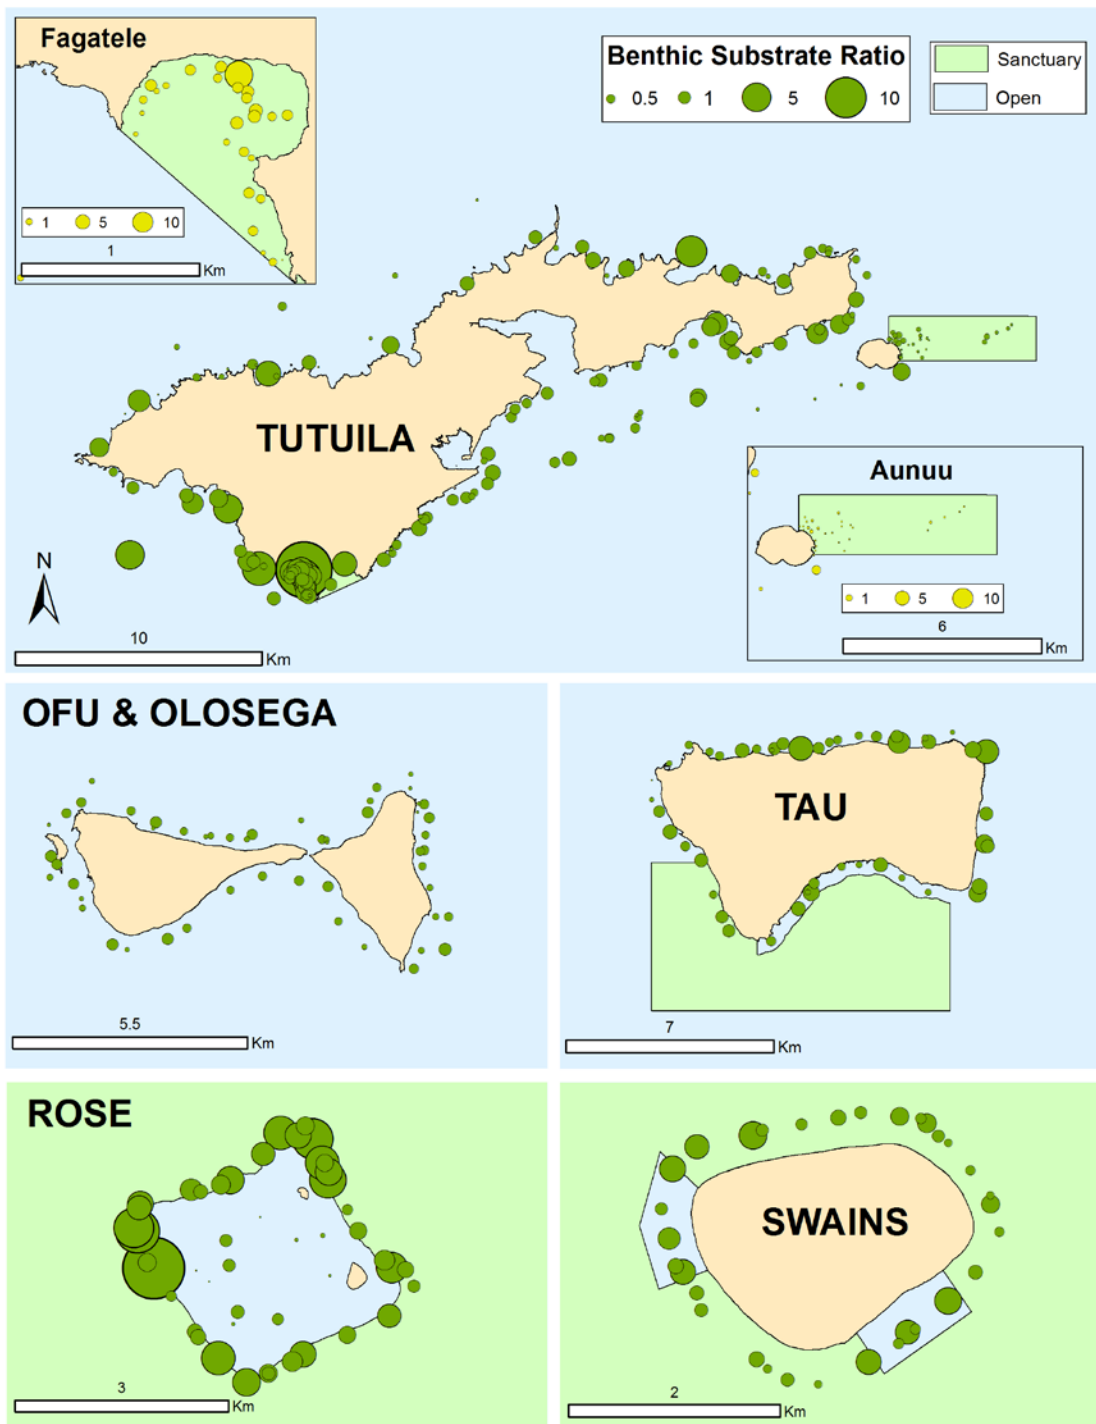 Fagatele
1 5 10
1
Km
Benthic Substrate Ratio
0.5 1 5 10
Sanctuary
Open
TUTUILA
N
10
Km
Aunuu
1 5 10
6
Km
OFU & OLOSEGA
5.5
Km
TAU
7
Km
ROSE
3
Km
SWAINS
2
Km